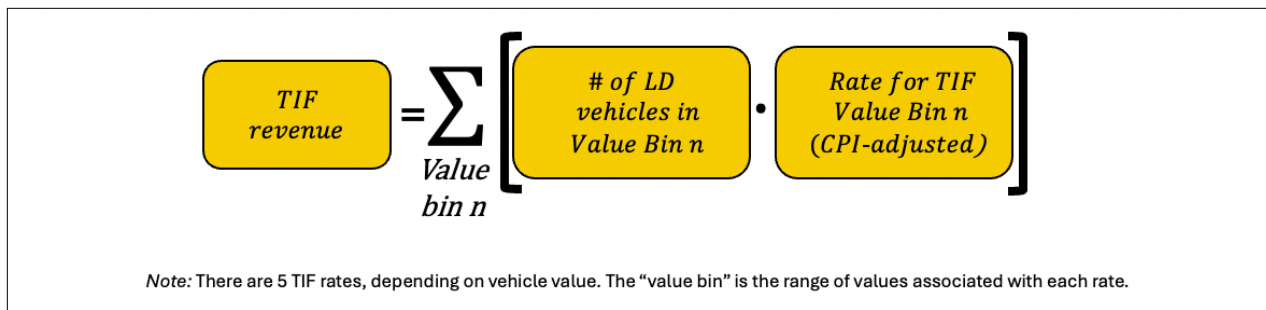 TIF
revenue
=
∑
Value
bin n
[
# of LD
vehicles in
Value Bin n
•
Rate for TIF
Value Bin n
(CPI-adjusted)
]
Note: There are 5 TIF rates, depending on vehicle value. The “value bin” is the range of values associated with each rate.